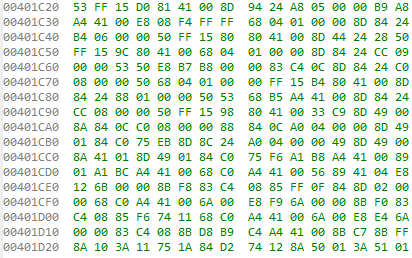 00401C20 53 FF 15 D0 81 41 00 8D 94 24 A8 05 00 00 B9 A8
00401C30 A4 41 00 E8 08 F4 FF FF 68 04 01 00 00 8D 84 24
00401C40 B4 06 00 00 50 FF 15 80 80 41 00 8D 44 24 28 50
00401C50 FF 15 9C 80 41 00 68 04 01 00 00 8D 84 24 CC 09
00401C60 00 00 53 50 E8 B7 B8 00 00 83 C4 0C 8D 84 24 C0
00401C70 08 00 00 50 68 04 01 00 00 FF 15 B4 80 41 00 8D
00401C80 84 24 88 01 00 00 50 53 68 B5 A4 41 00 8D 84 24
00401C90 CC 08 00 00 50 FF 15 98 80 41 00 33 C9 8D 49 00
00401CA0 8A 84 0C C0 08 00 00 88 84 0C A0 04 00 00 8D 49
00401CB0 01 84 C0 75 EB 8D 8C 24 A0 04 00 00 49 8D 49 00
00401CC0 8A 41 01 8D 49 01 84 C0 75 F6 A1 B8 A4 41 00 89
00401CD0 01 A1 BC A4 41 00 68 C0 A4 41 00 56 89 41 04 E8
00401CE0 12 6B 00 00 8B F8 83 C4 08 85 FF 0F 84 8D 02 00
00401CF0 00 68 C0 A4 41 00 6A 00 E8 F9 6A 00 00 8B F0 83
00401D00 C4 08 85 F6 74 11 68 C0 A4 41 00 6A 00 E8 E4 6A
00401D10 00 00 83 C4 08 8B D8 B9 C4 A4 41 00 8B C7 8B FF
00401D20 8A 10 3A 11 75 1A 84 D2 74 12 8A 50 01 3A 51 01